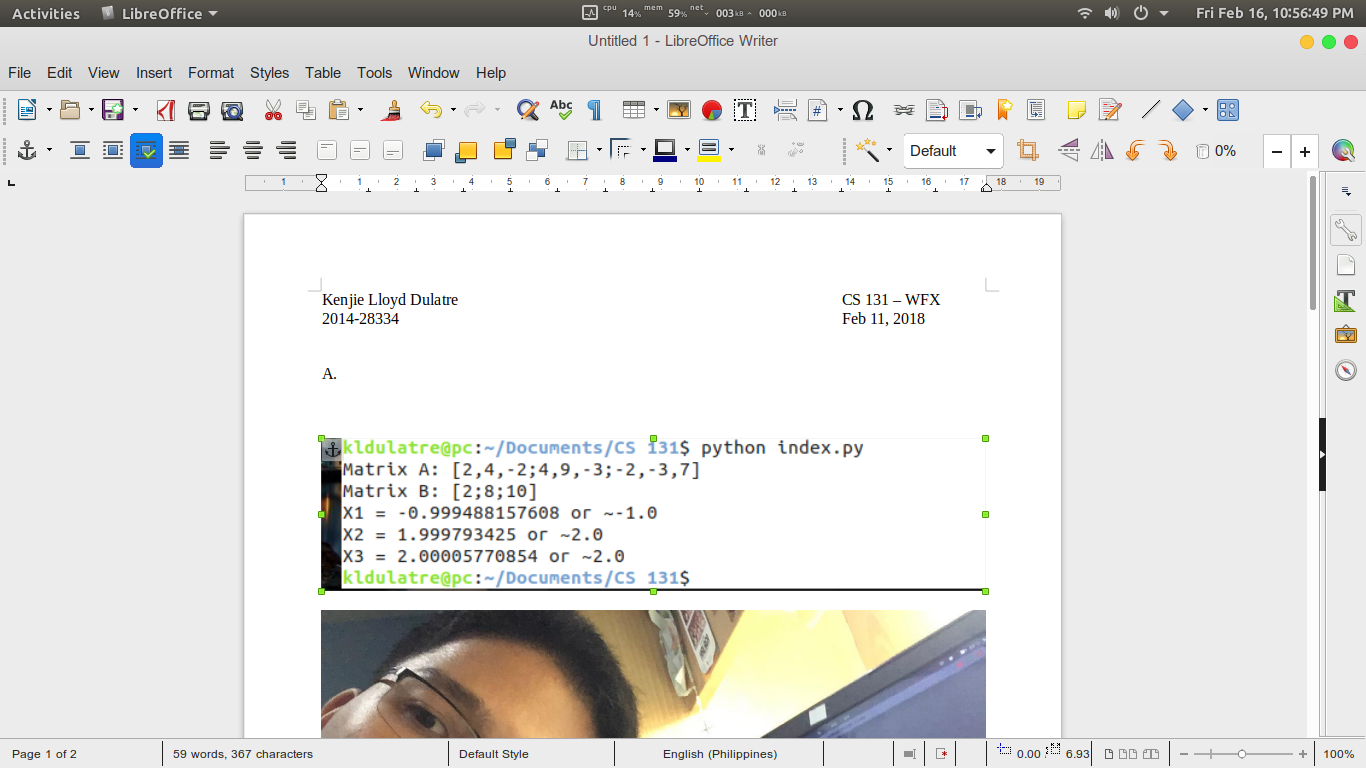 Activities LibreOffice cpu 14% mem 59% net 003kB 000kB Fri Feb 16, 10:56:49 PM
Untitled 1 - LibreOffice Writer
File Edit View Insert Format Styles Table Tools Window Help
Abc ¶ T # Ω
Default 0% − +
1 1 2 3 4 5 6 7 8 9 10 11 12 13 14 15 16 17 18 19
Kenjie Lloyd Dulatre CS 131 – WFX
2014-28334 Feb 11, 2018
A.
kldulatre@pc:~/Documents/CS 131$ python index.py
Matrix A: [2,4,-2;4,9,-3;-2,-3,7]
Matrix B: [2;8;10]
X1 = -0.999488157608 or ~-1.0
X2 = 1.999793425 or ~2.0
X3 = 2.00005770854 or ~2.0
kldulatre@pc:~/Documents/CS 131$
Page 1 of 2 59 words, 367 characters Default Style English (Philippines) 0.00 6.93 100%